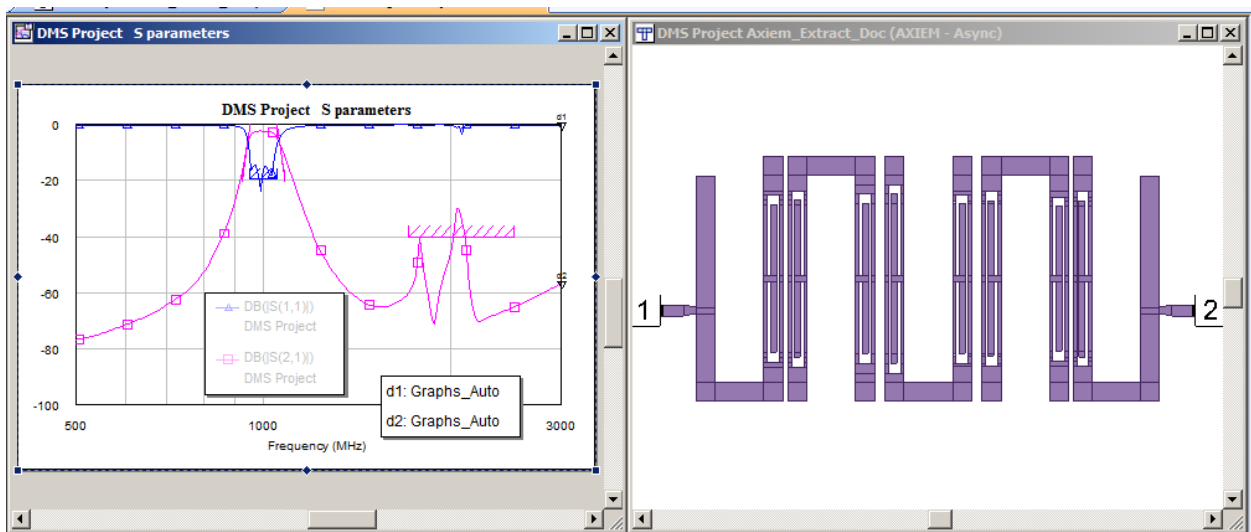 DMS Project   S parameters
DMS Project   S parameters
d1
0
-20
-40
-60
-80
-100
d2
DB(|S(1,1)|)
DMS Project
DB(|S(2,1)|)
DMS Project
d1: Graphs_Auto
d2: Graphs_Auto
500
1000
3000
Frequency (MHz)
DMS Project Axiem_Extract_Doc (AXIEM - Async)
1
2